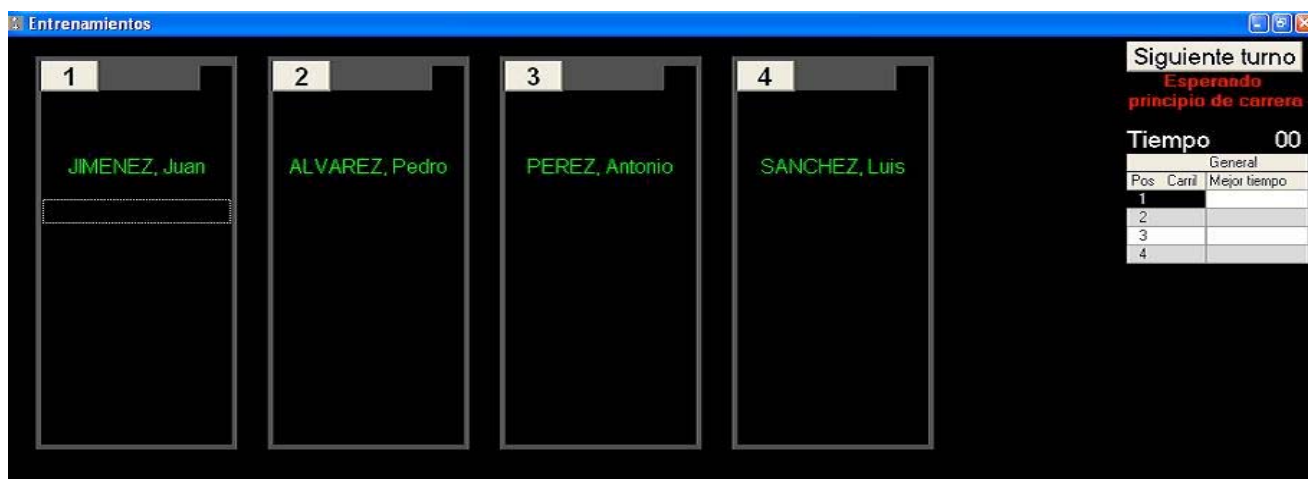 Entrenamientos
1
JIMENEZ, Juan
2
ALVAREZ, Pedro
3
PEREZ, Antonio
4
SANCHEZ, Luis
Siguiente turno
Esperando
principio de carrera
Tiempo 00
General
Pos Carril Mejor tiempo
1
2
3
4